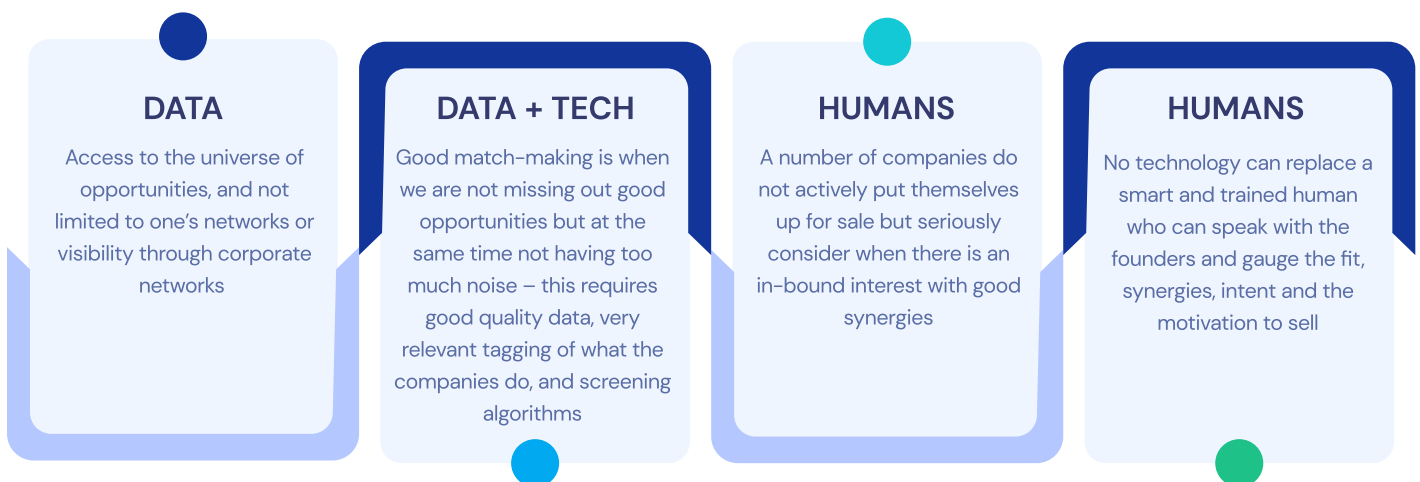 DATA
Access to the universe of
opportunities, and not
limited to one’s networks or
visibility through corporate
networks
DATA + TECH
Good match-making is when
we are not missing out good
opportunities but at the
same time not having too
much noise – this requires
good quality data, very
relevant tagging of what the
companies do, and screening
algorithms
HUMANS
A number of companies do
not actively put themselves
up for sale but seriously
consider when there is an
in-bound interest with good
synergies
HUMANS
No technology can replace a
smart and trained human
who can speak with the
founders and gauge the fit,
synergies, intent and the
motivation to sell